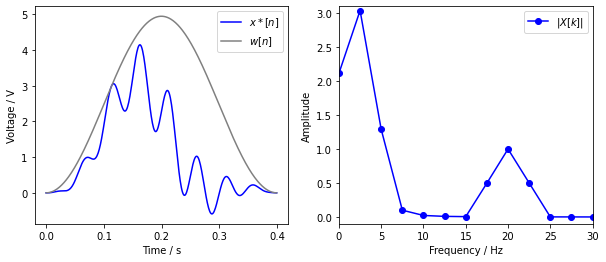 5
4
3
2
1
0
Voltage / V
0.0 0.1 0.2 0.3 0.4
Time / s
x * [n]
w[n]
3.0
2.5
2.0
1.5
1.0
0.5
0.0
Amplitude
0 5 10 15 20 25 30
Frequency / Hz
|X[k]|